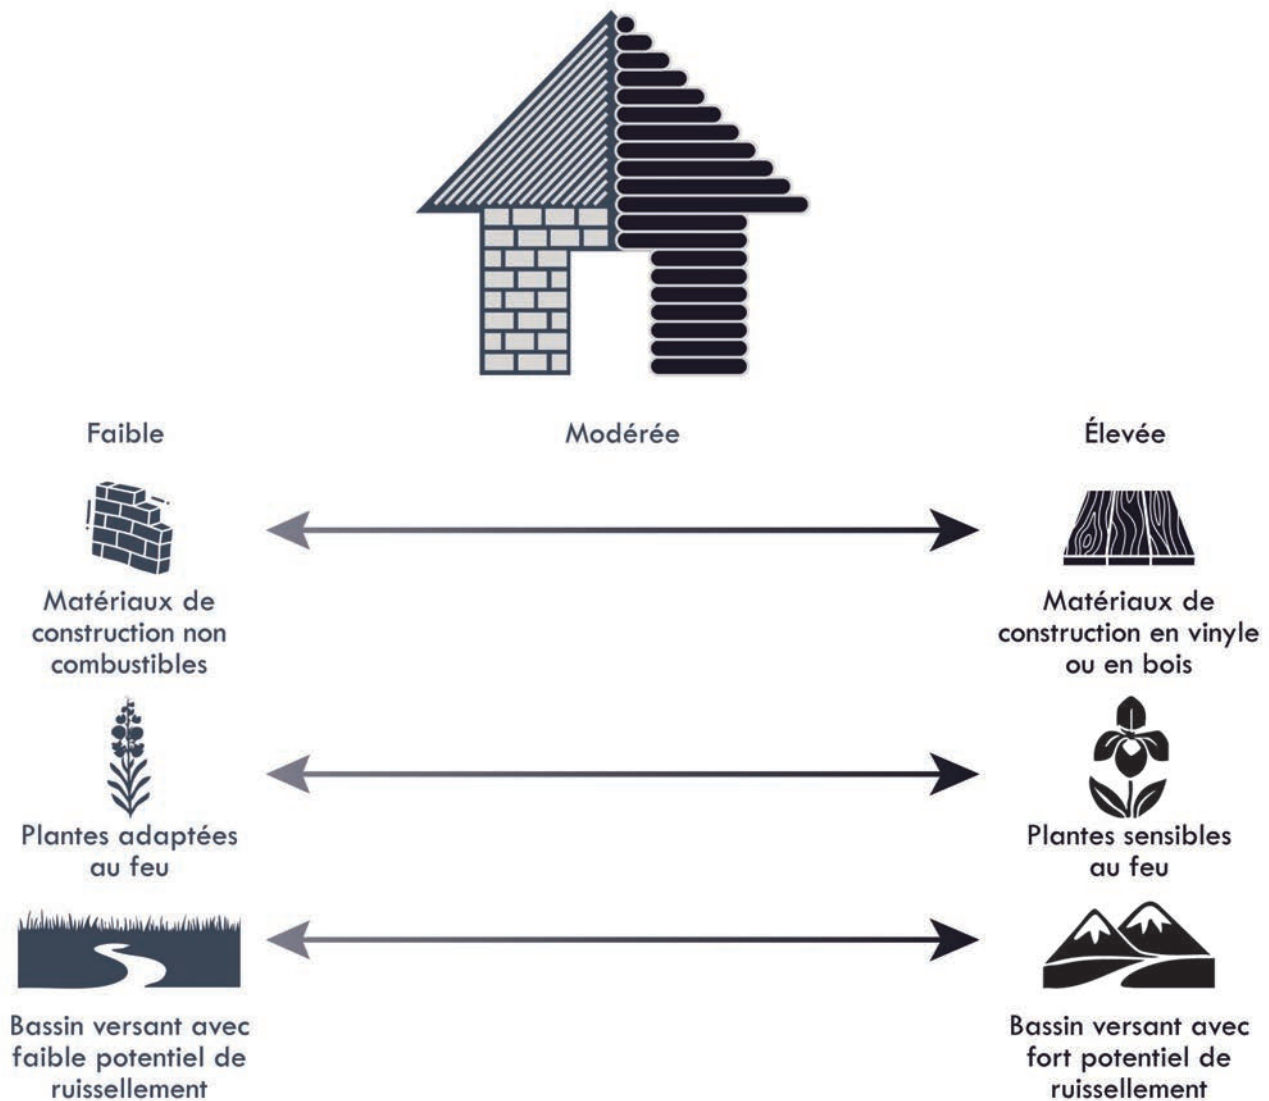 Faible
Modérée
Élevée
Matériaux de
construction non
combustibles
Matériaux de
construction en vinyle
ou en bois
Plantes adaptées
au feu
Plantes sensibles
au feu
Bassin versant avec
faible potentiel de
ruissellement
Bassin versant avec
fort potentiel de
ruissellement